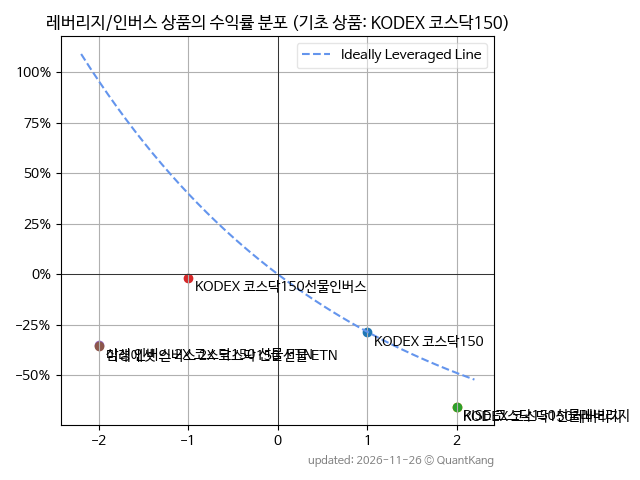 레버리지/인버스 상품의 수익률 분포 (기초 상품: KODEX 코스닥150)
Ideally Leveraged Line
100%
75%
50%
25%
0%
−25%
−50%
KODEX 코스닥150선물인버스
KODEX 코스닥150
−2
−1
0
1
2
updated: 2026-11-26 © QuantKang